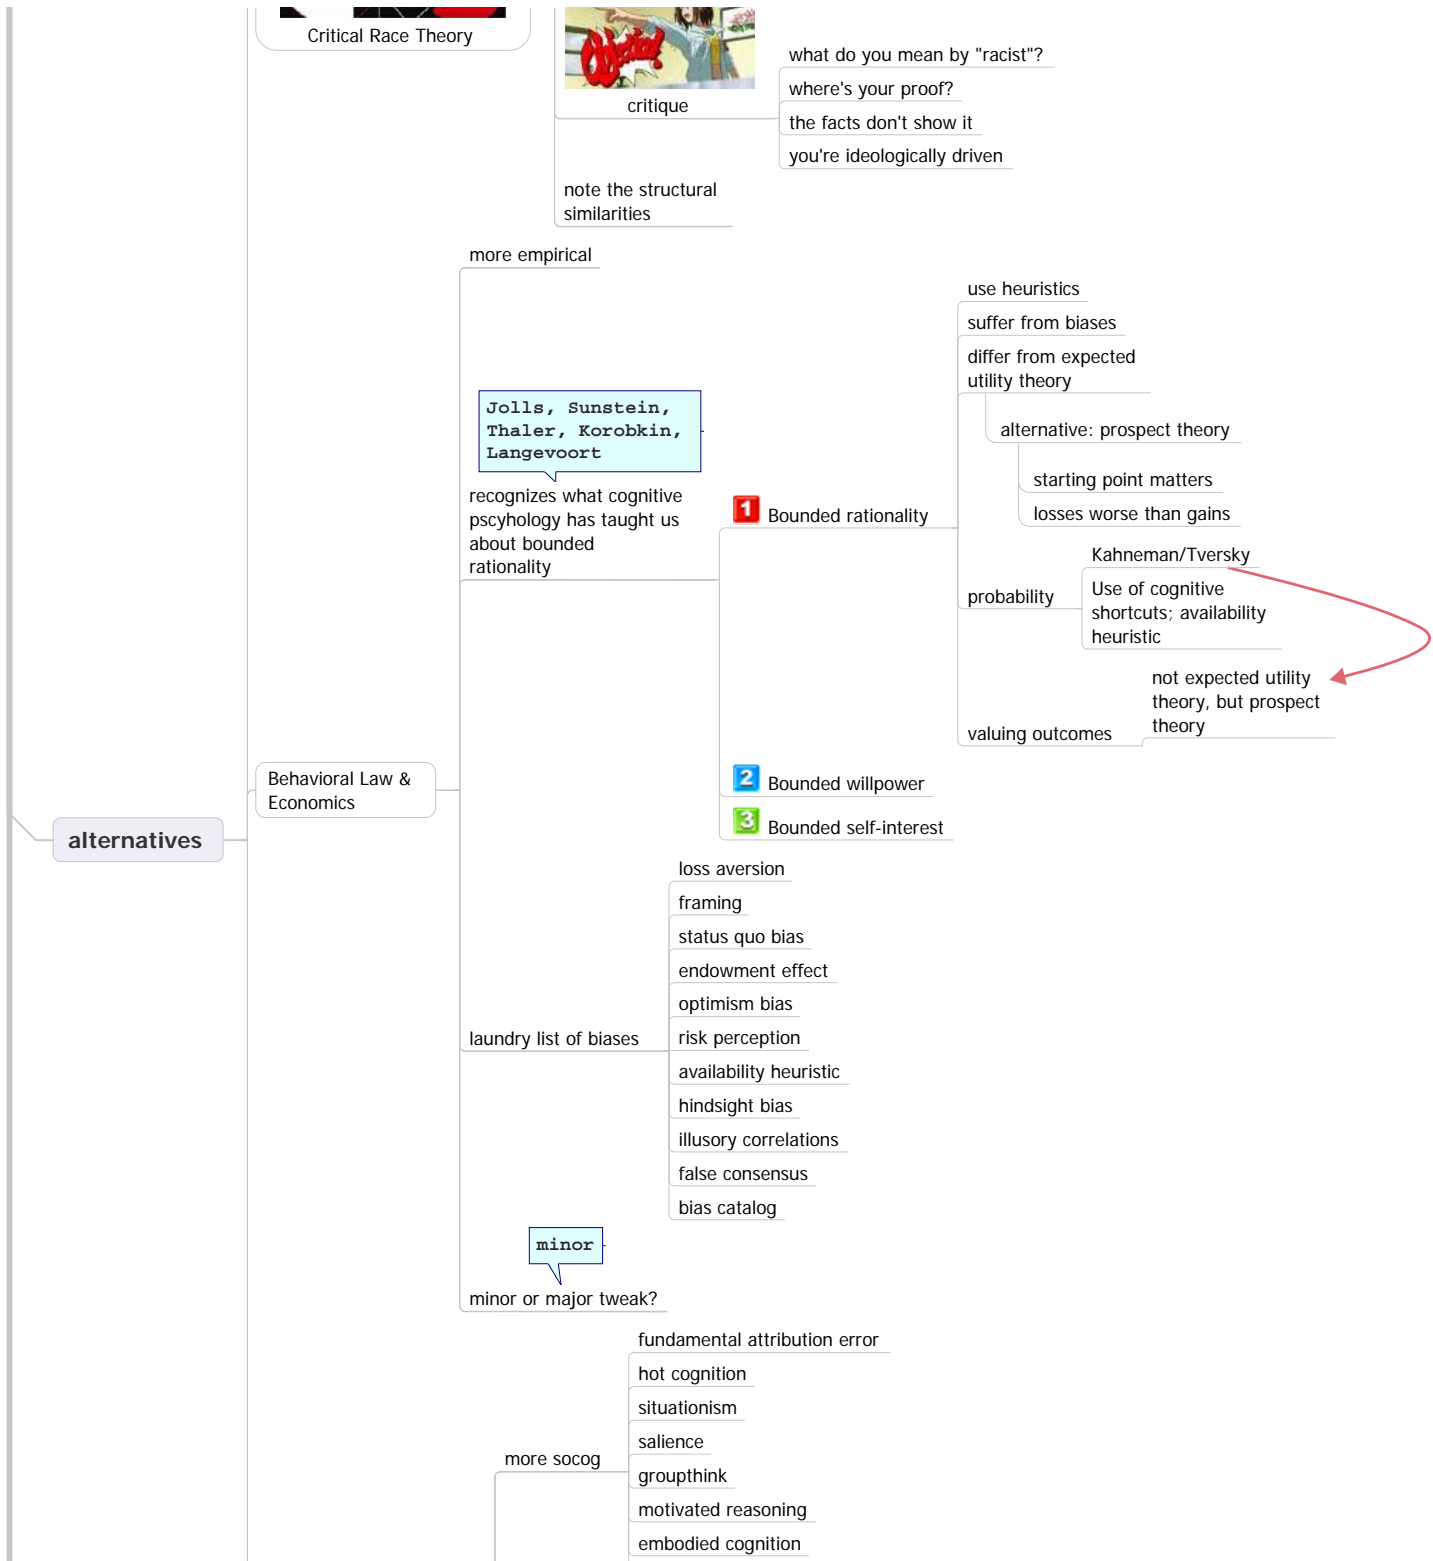 Critical Race Theory
Objection!
critique
what do you mean by "racist"?
where's your proof?
the facts don't show it
you're ideologically driven
note the structural
similarities
more empirical
Jolls, Sunstein,
Thaler, Korobkin,
Langevoort
recognizes what cognitive
pscyhology has taught us
about bounded
rationality
1 Bounded rationality
use heuristics
suffer from biases
differ from expected
utility theory
alternative: prospect theory
starting point matters
losses worse than gains
probability
Kahneman/Tversky
Use of cognitive
shortcuts; availability
heuristic
valuing outcomes
not expected utility
theory, but prospect
theory
2 Bounded willpower
3 Bounded self-interest
alternatives
Behavioral Law &
Economics
laundry list of biases
loss aversion
framing
status quo bias
endowment effect
optimism bias
risk perception
availability heuristic
hindsight bias
illusory correlations
false consensus
bias catalog
minor
minor or major tweak?
more socog
fundamental attribution error
hot cognition
situationism
salience
groupthink
motivated reasoning
embodied cognition